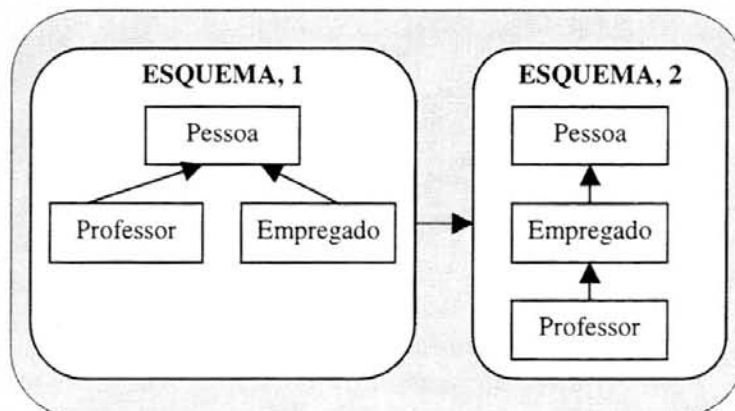 ESQUEMA, 1
Pessoa
Professor
Empregado
ESQUEMA, 2
Pessoa
Empregado
Professor